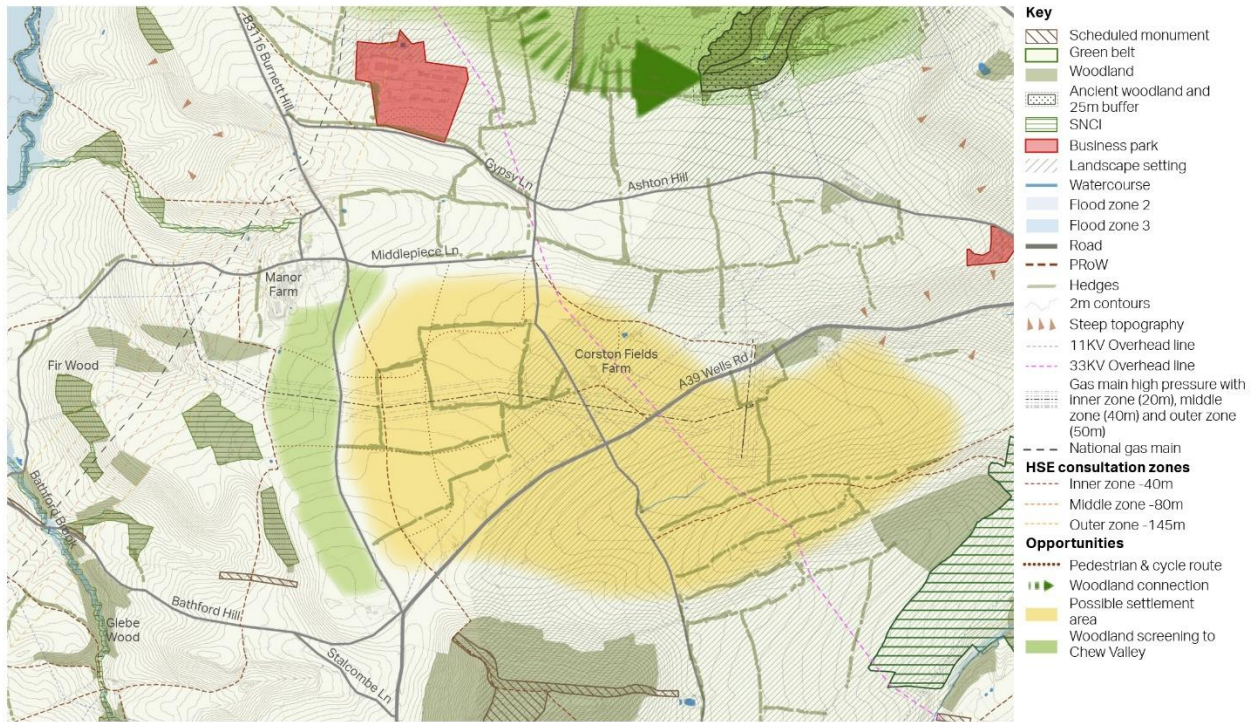 B3116 Burnett Hill
Gypsy Ln
Ashton Hill
Middlepiece Ln
Manor
Farm
Fir Wood
Corston Fields
Farm
A39 Wells Rd
Bathford Brook
Bathford Hill
Glebe
Wood
Stalcombe Ln
Key
Scheduled monument
Green belt
Woodland
Ancient woodland and
25m buffer
SNCI
Business park
Landscape setting
Watercourse
Flood zone 2
Flood zone 3
Road
PRoW
Hedges
2m contours
Steep topography
11KV Overhead line
33KV Overhead line
Gas main high pressure with
inner zone (20m), middle
zone (40m) and outer zone
(50m)
National gas main
HSE consultation zones
Inner zone -40m
Middle zone -80m
Outer zone -145m
Opportunities
Pedestrian & cycle route
Woodland connection
Possible settlement
area
Woodland screening to
Chew Valley